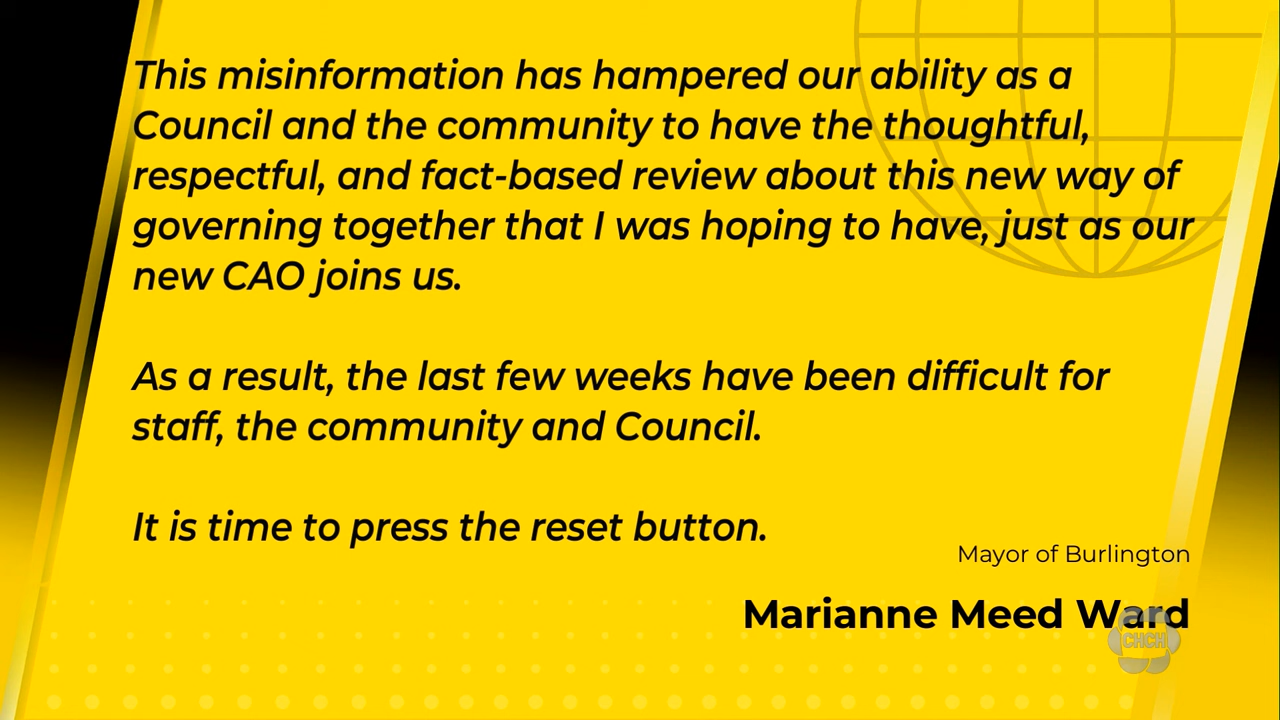 This misinformation has hampered our ability as a
Council and the community to have the thoughtful,
respectful, and fact-based review about this new way of
governing together that I was hoping to have, just as our
new CAO joins us.
As a result, the last few weeks have been difficult for
staff, the community and Council.
It is time to press the reset button.
Mayor of Burlington
Marianne Meed Ward
CHCH